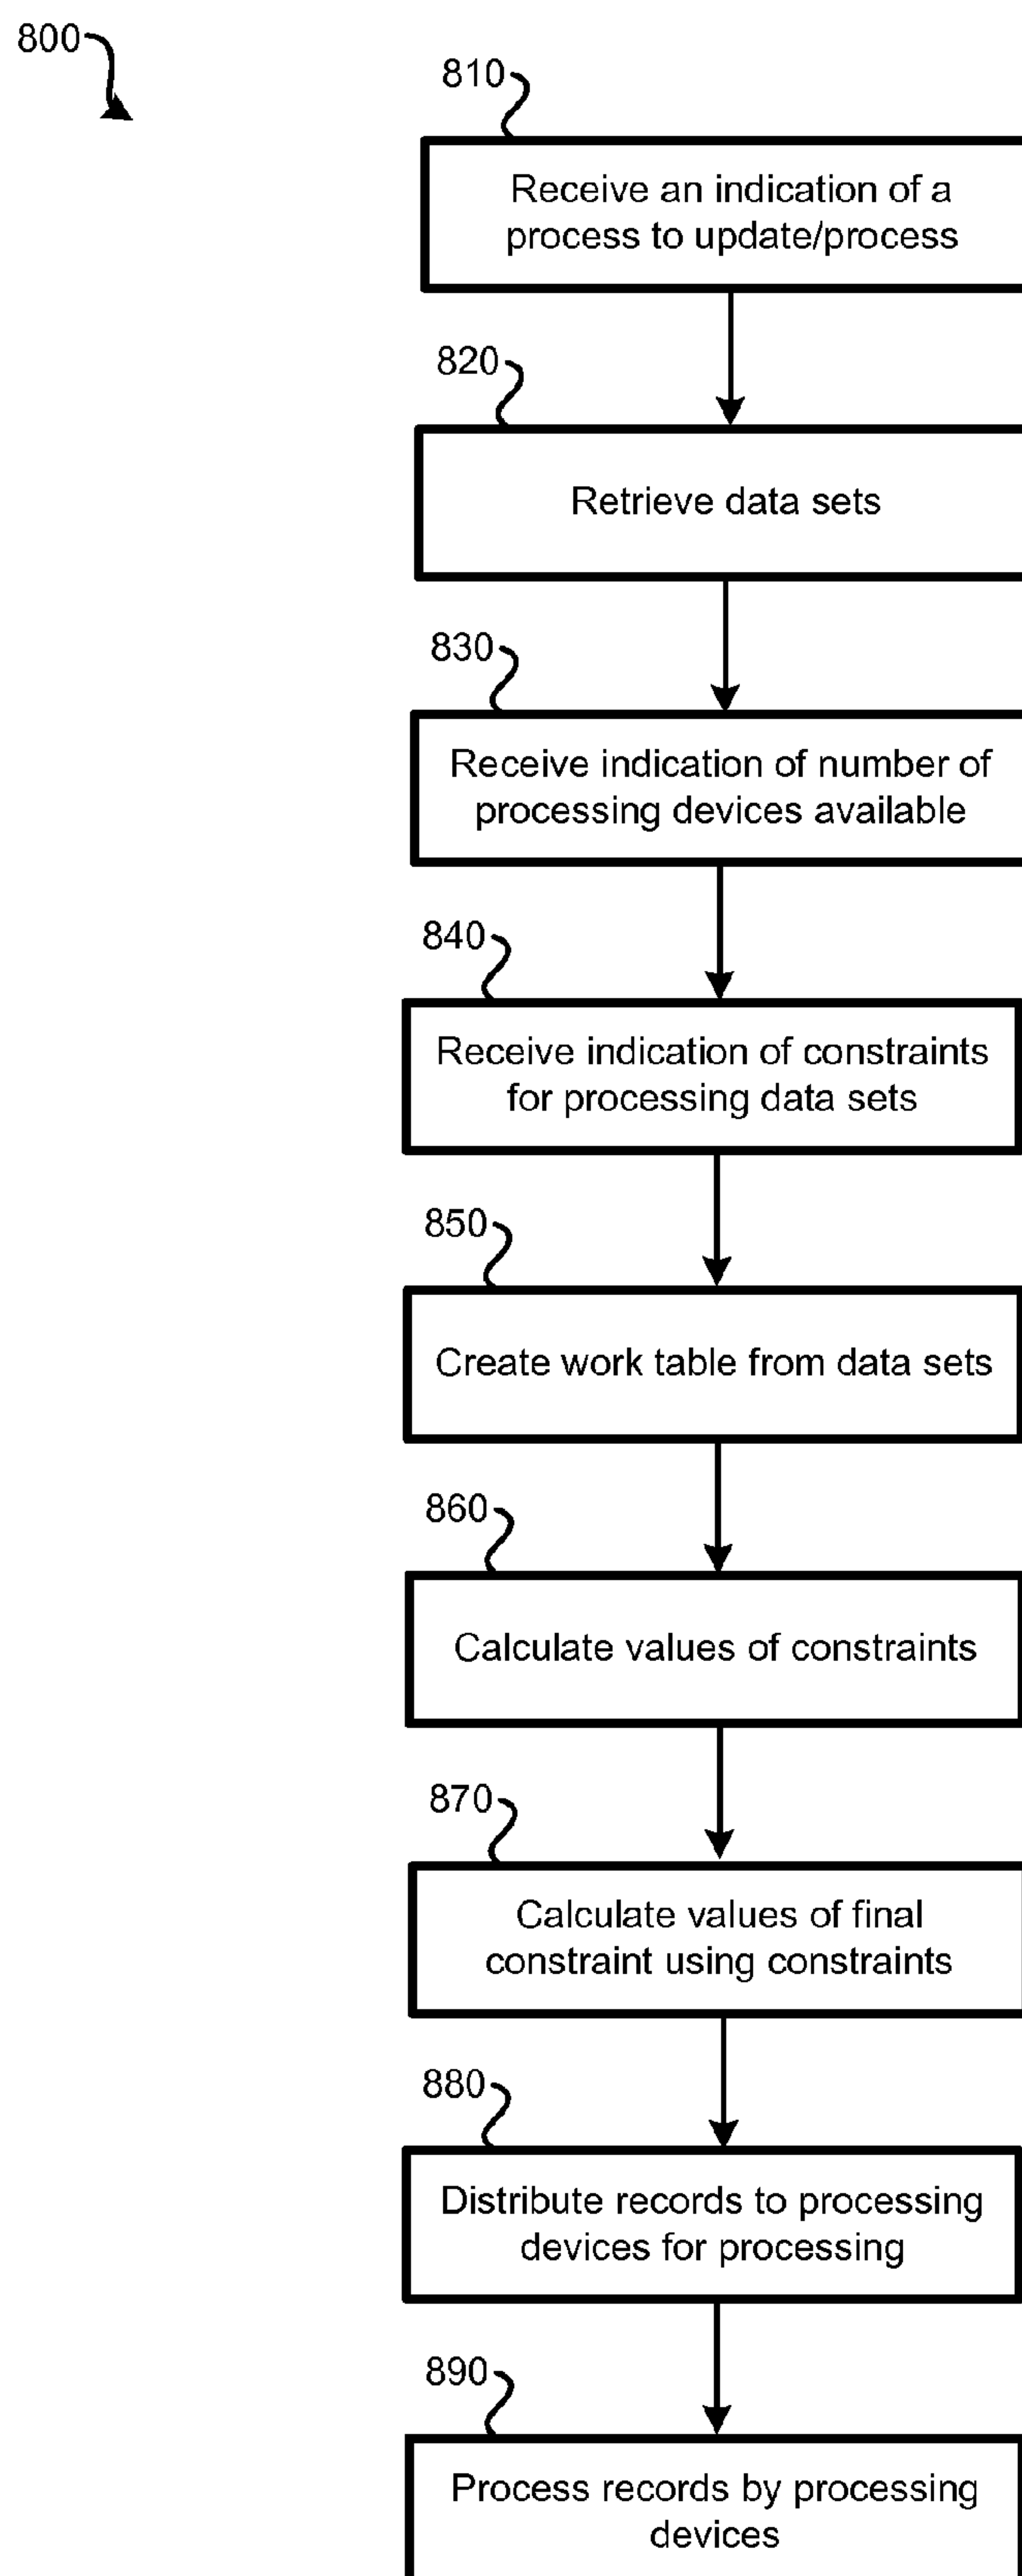 800
810
Receive an indication of a
process to update/process
820
Retrieve data sets
830
Receive indication of number of
processing devices available
840
Receive indication of constraints
for processing data sets
850
Create work table from data sets
860
Calculate values of constraints
870
Calculate values of final
constraint using constraints
880
Distribute records to processing
devices for processing
890
Process records by processing
devices